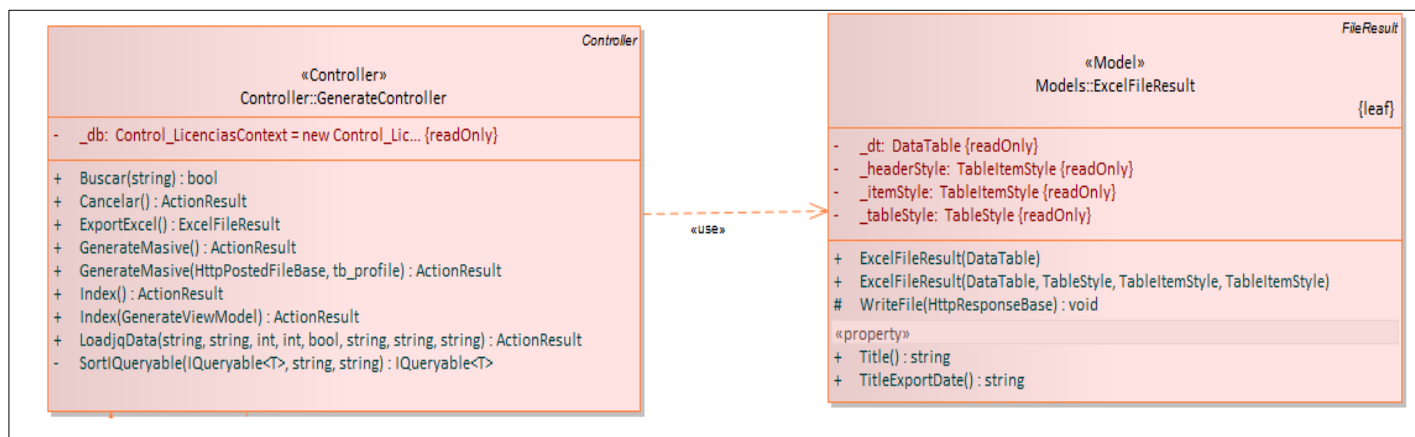 Controller
«Controller»
Controller::GenerateController
- _db: Control_LicenciasContext = new Control_Lic... {readOnly}
+ Buscar(string) : bool
+ Cancelar() : ActionResult
+ ExportExcel() : ExcelFileResult
+ GenerateMasive() : ActionResult
+ GenerateMasive(HttpPostedFileBase, tb_profile) : ActionResult
+ Index() : ActionResult
+ Index(GenerateViewModel) : ActionResult
+ LoadjqData(string, string, int, int, bool, string, string, string) : ActionResult
- SortIQueryable(IQueryable<T>, string, string) : IQueryable<T>
«use»
FileResult
«Model»
Models::ExcelFileResult
{leaf}
- _dt: DataTable {readOnly}
- _headerStyle: TableItemStyle {readOnly}
- _itemStyle: TableItemStyle {readOnly}
- _tableStyle: TableStyle {readOnly}
+ ExcelFileResult(DataTable)
+ ExcelFileResult(DataTable, TableStyle, TableItemStyle, TableItemStyle)
# WriteFile(HttpResponseBase) : void
«property»
+ Title() : string
+ TitleExportDate() : string